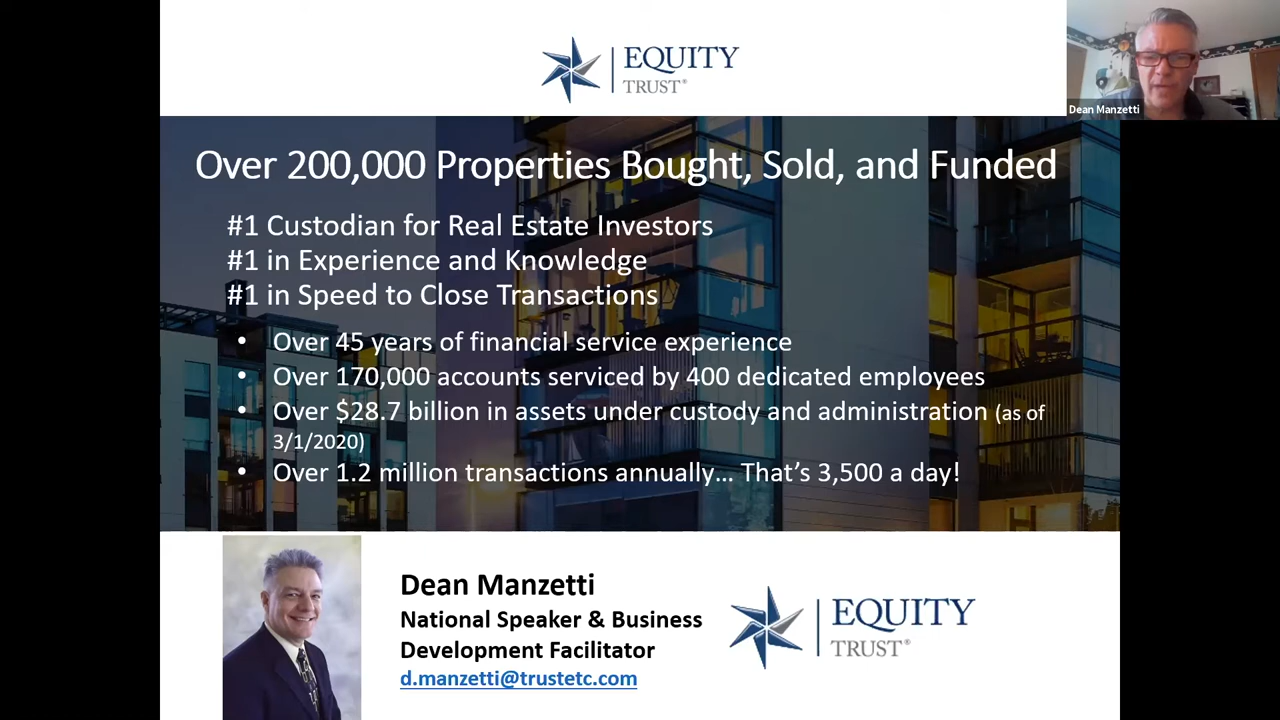 EQUITY
TRUST®
Dean Manzetti
Over 200,000 Properties Bought, Sold, and Funded
#1 Custodian for Real Estate Investors
#1 in Experience and Knowledge
#1 in Speed to Close Transactions
• Over 45 years of financial service experience
• Over 170,000 accounts serviced by 400 dedicated employees
• Over $28.7 billion in assets under custody and administration (as of
3/1/2020)
• Over 1.2 million transactions annually... That's 3,500 a day!
Dean Manzetti
National Speaker & Business
Development Facilitator
d.manzetti@trustetc.com
EQUITY
TRUST®